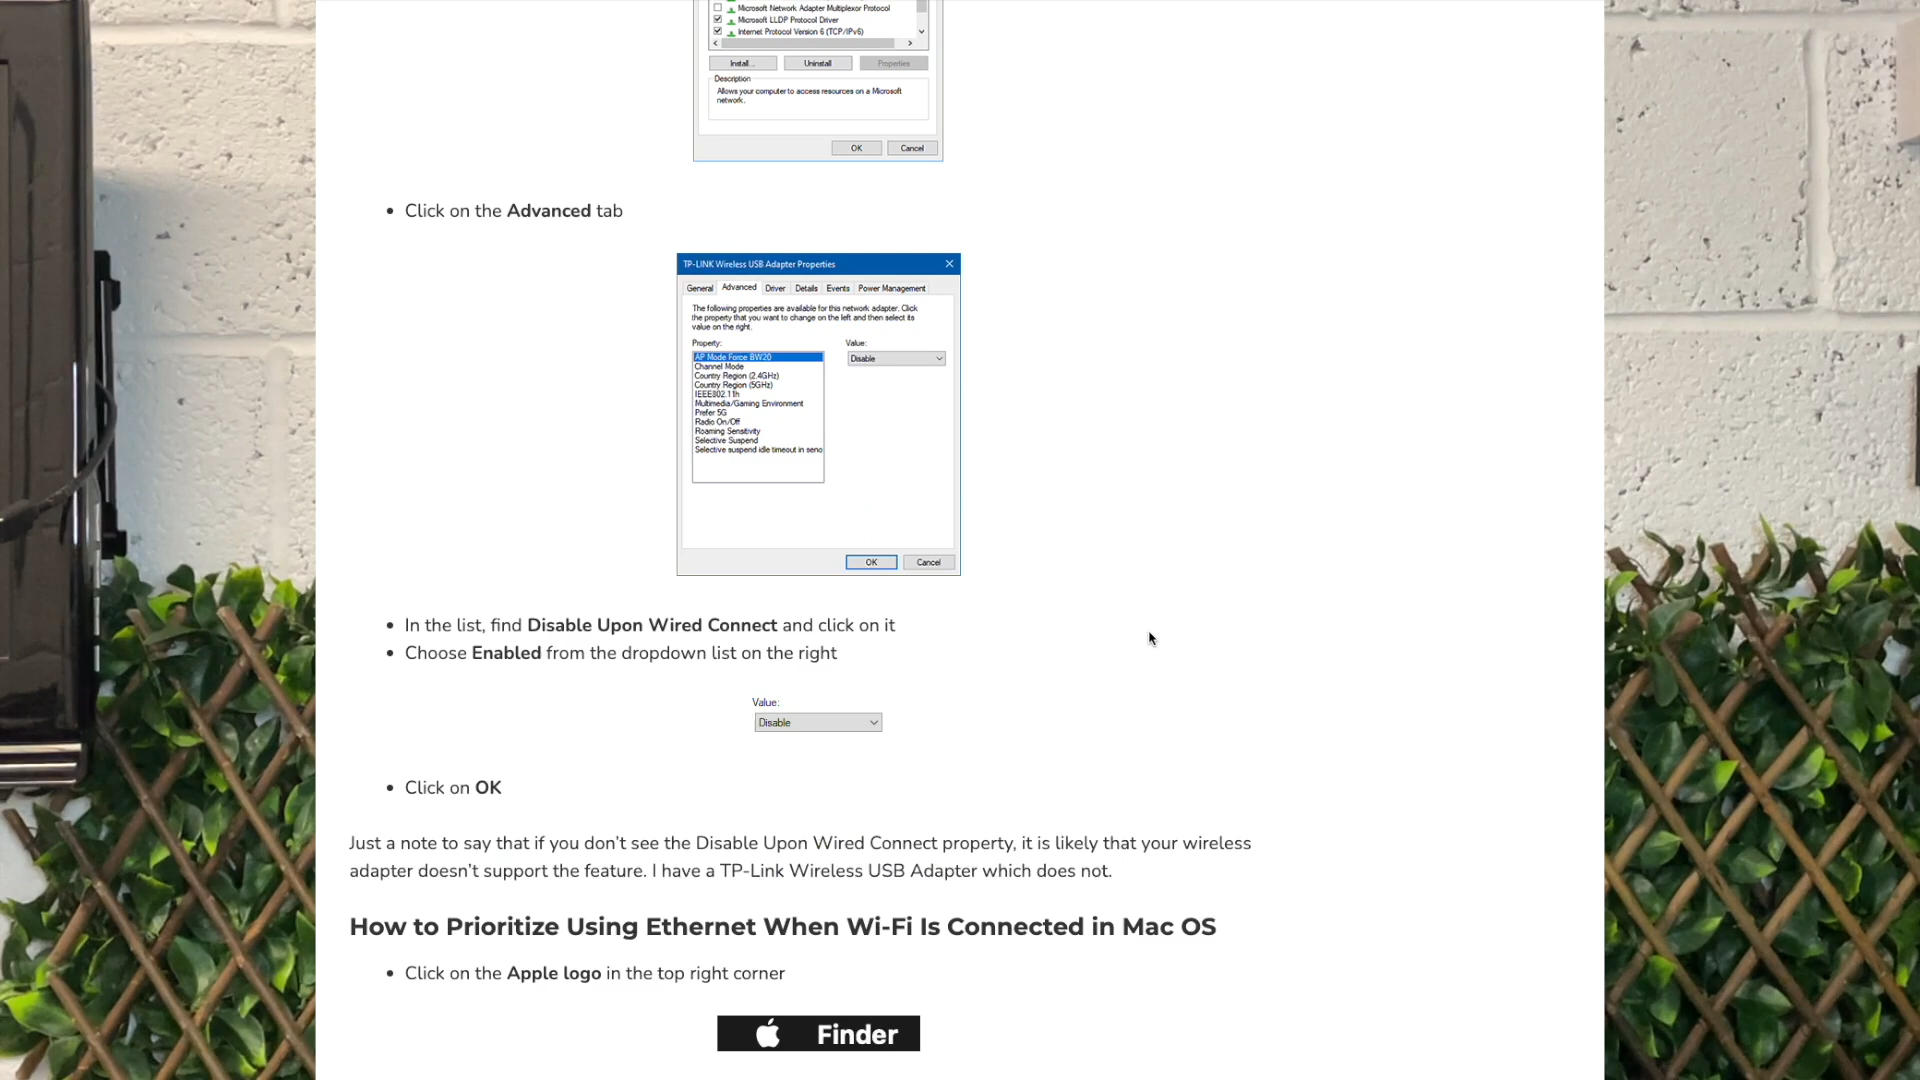 Microsoft Network Adapter Multiplexor Protocol
Microsoft LLDP Protocol Driver
Internet Protocol Version 6 (TCP/IPv6)
Install...
Uninstall
Properties
Description
Allows your computer to access resources on a Microsoft
network.
OK
Cancel
Click on the Advanced tab
TP-LINK Wireless USB Adapter Properties
General
Advanced
Driver
Details
Events
Power Management
The following properties are available for this network adapter. Click
the property that you want to change on the left and then select its
value on the right.
Property:
AP Mode Force BW20
Channel Mode
Country Region (2.4GHz)
Country Region (5GHz)
IEEE802.11h
Multimedia/Gaming Environment
Prefer 5G
Radio On/Off
Roaming Sensitivity
Selective Suspend
Selective suspend idle timeout in seno
Value:
Disable
OK
Cancel
In the list, find Disable Upon Wired Connect and click on it
Choose Enabled from the dropdown list on the right
Value:
Disable
Click on OK
Just a note to say that if you don't see the Disable Upon Wired Connect property, it is likely that your wireless
adapter doesn't support the feature. I have a TP-Link Wireless USB Adapter which does not.
How to Prioritize Using Ethernet When Wi-Fi Is Connected in Mac OS
Click on the Apple logo in the top right corner
Finder